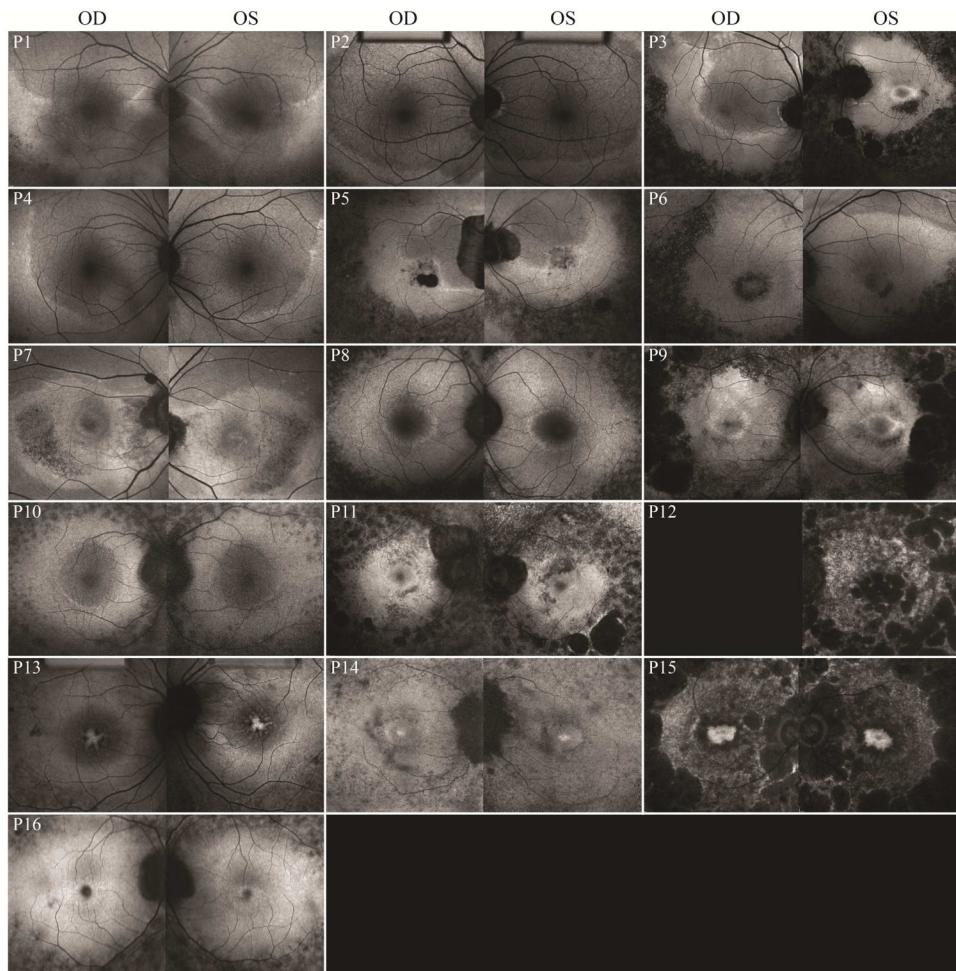 OD OS OD OS OD OS
P1 P2 P3
P4 P5 P6
P7 P8 P9
P10 P11 P12
P13 P14 P15
P16